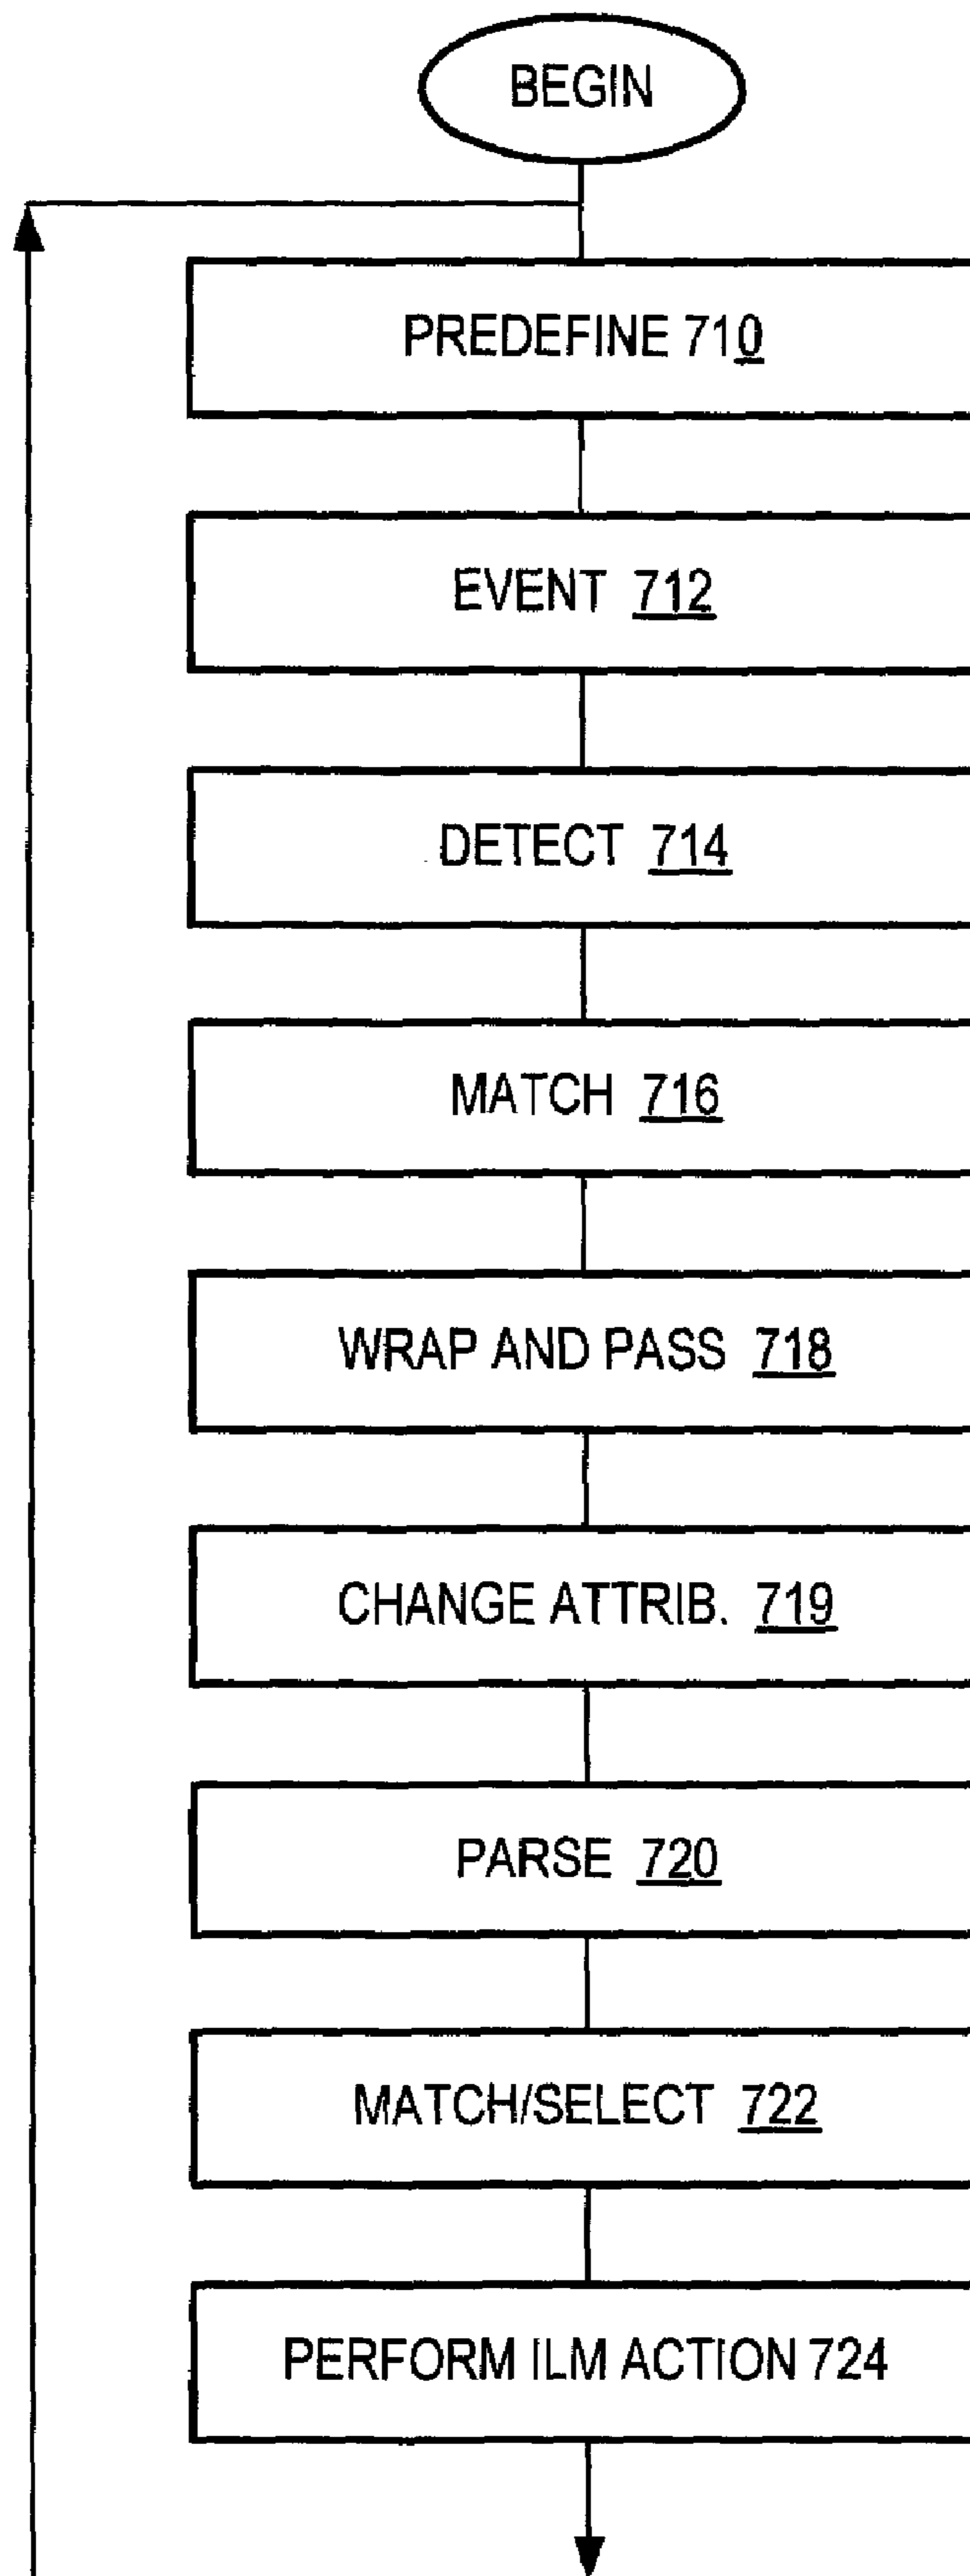 BEGIN
PREDEFINE 710
EVENT 712
DETECT 714
MATCH 716
WRAP AND PASS 718
CHANGE ATTRIB. 719
PARSE 720
MATCH/SELECT 722
PERFORM ILM ACTION 724